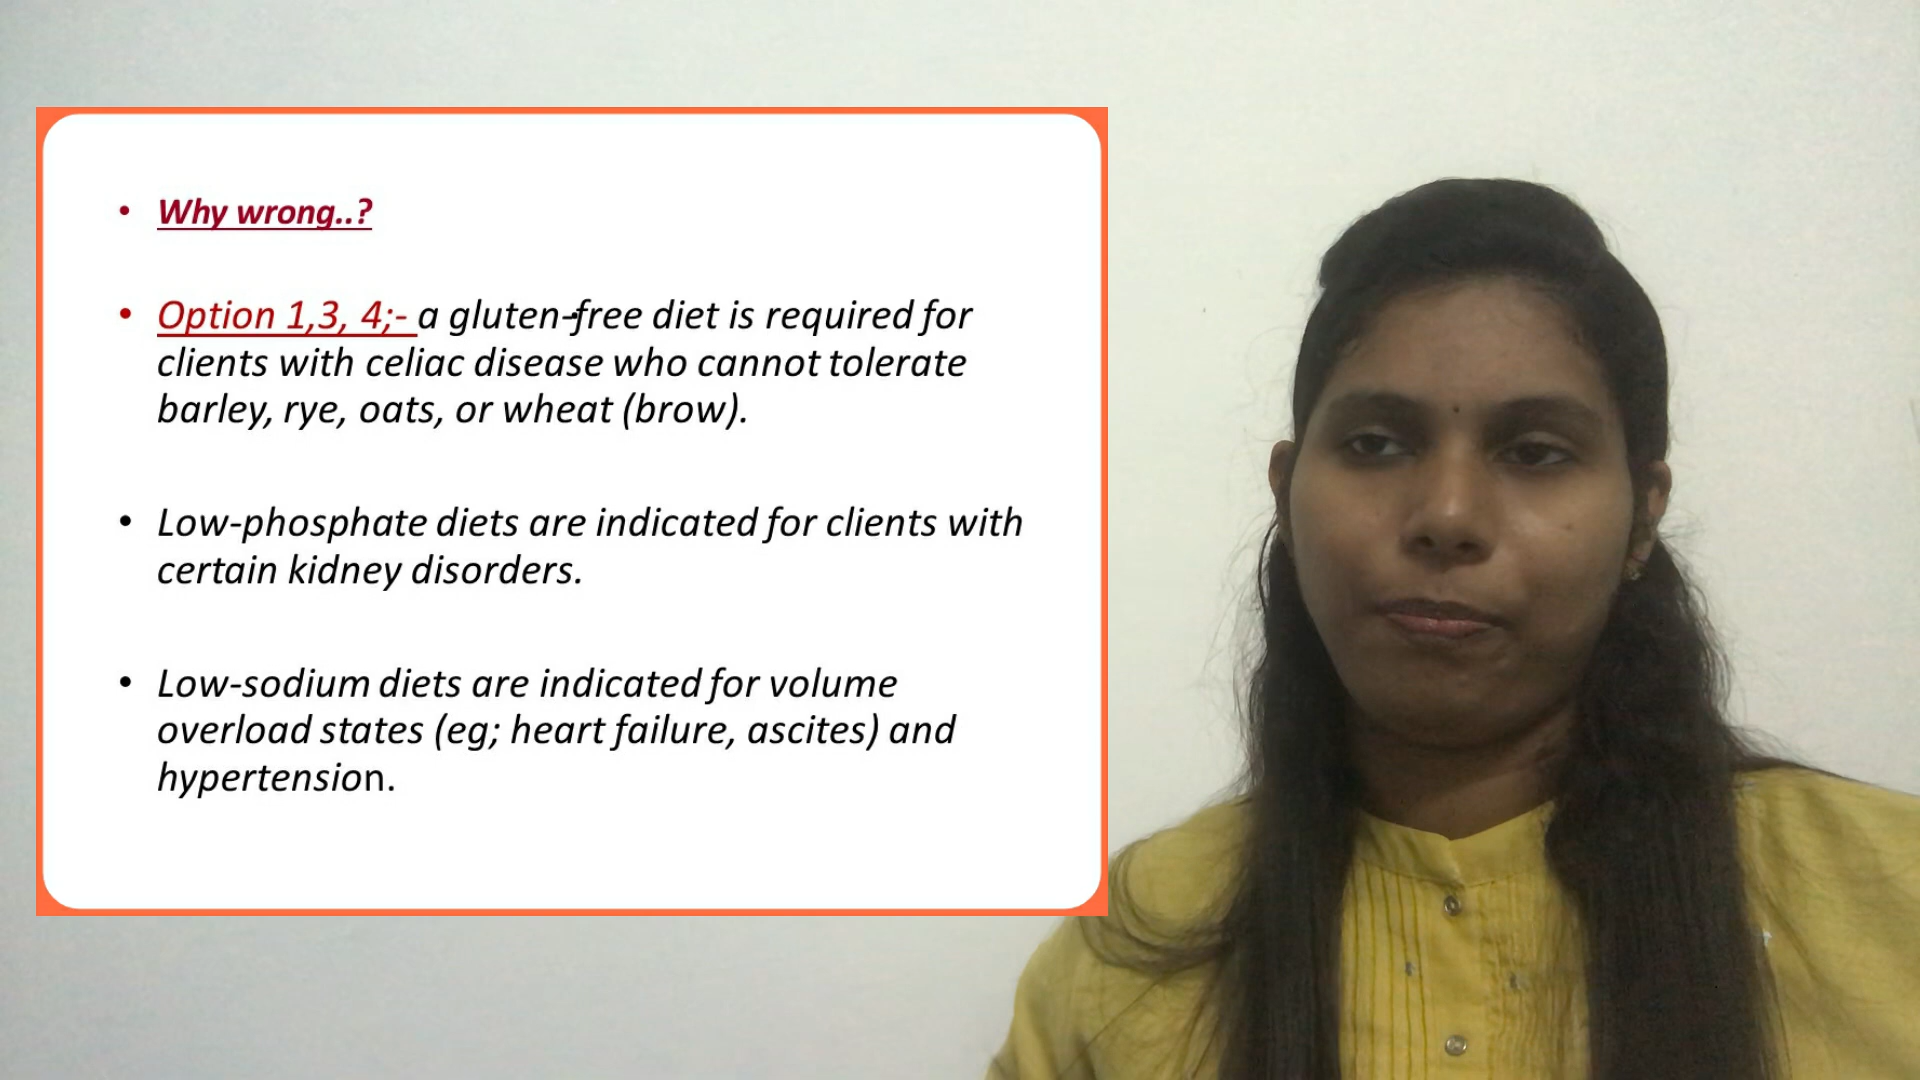 Why wrong..?
Option 1,3, 4;- a gluten-free diet is required for
clients with celiac disease who cannot tolerate
barley, rye, oats, or wheat (brow).
Low-phosphate diets are indicated for clients with
certain kidney disorders.
Low-sodium diets are indicated for volume
overload states (eg; heart failure, ascites) and
hypertension.